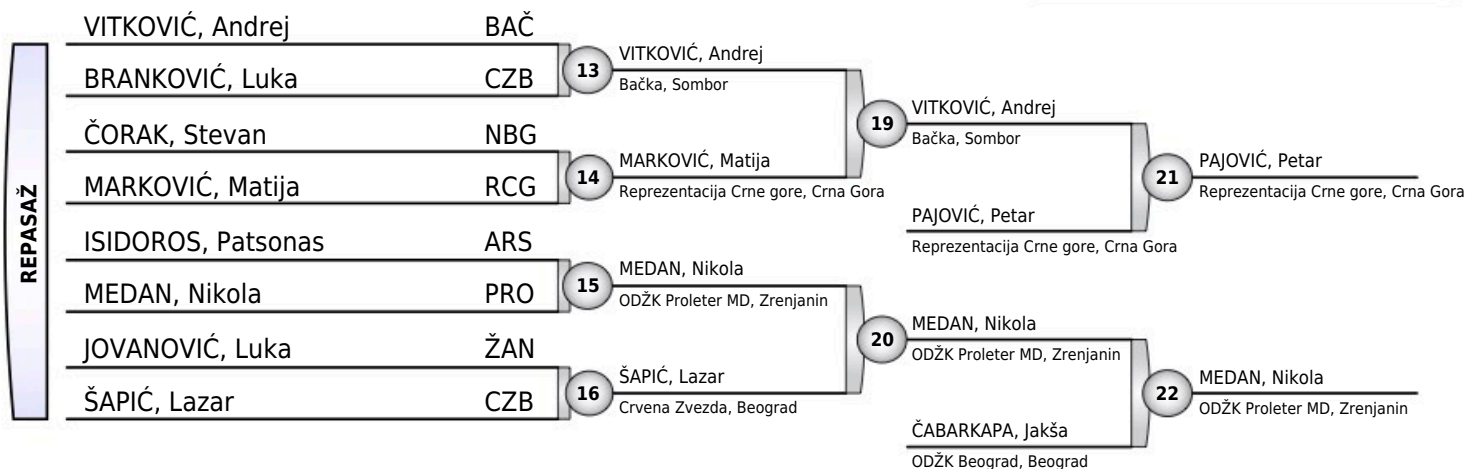 REPASAŽ
VITKOVIĆ, Andrej BAČ
BRANKOVIĆ, Luka CZB
ČORAK, Stevan NBG
MARKOVIĆ, Matija RCG
ISIDOROS, Patsonas ARS
MEDAN, Nikola PRO
JOVANOVIĆ, Luka ŽAN
ŠAPIĆ, Lazar CZB
13
VITKOVIĆ, Andrej
Bačka, Sombor
14
MARKOVIĆ, Matija
Reprezentacija Crne gore, Crna Gora
15
MEDAN, Nikola
ODŽK Proleter MD, Zrenjanin
16
ŠAPIĆ, Lazar
Crvena Zvezda, Beograd
19
VITKOVIĆ, Andrej
Bačka, Sombor
PAJOVIĆ, Petar
Reprezentacija Crne gore, Crna Gora
20
MEDAN, Nikola
ODŽK Proleter MD, Zrenjanin
ČABARKAPA, Jakša
ODŽK Beograd, Beograd
21
PAJOVIĆ, Petar
Reprezentacija Crne gore, Crna Gora
22
MEDAN, Nikola
ODŽK Proleter MD, Zrenjanin